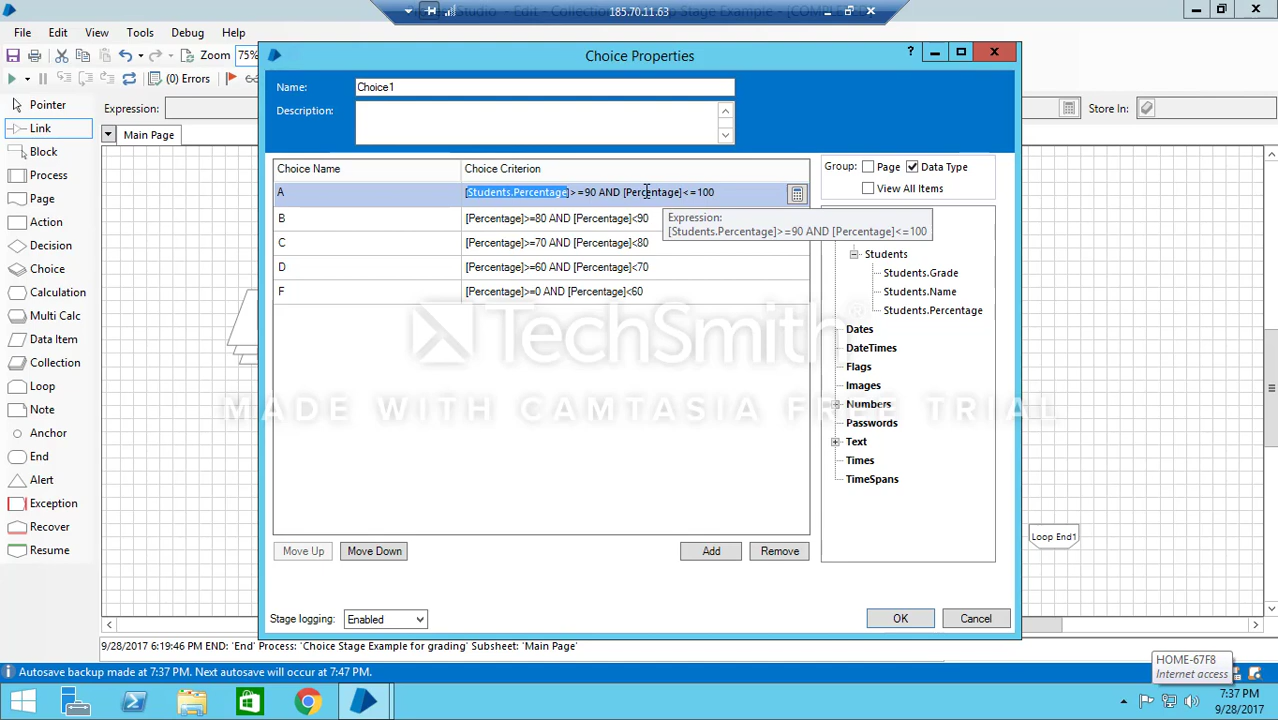 Studio - Edit - Collection Stage Example - [COMPLE
185.70.11.63
File Edit View Tools Debug Help
Zoom 75%
(0) Errors
Pointer
Expression:
Store In:
Link
Main Page
Block
Process
Page
Action
Decision
Choice
Calculation
Multi Calc
Data Item
Collection
Loop
Note
Anchor
End
Alert
Exception
Recover
Resume
Choice Properties
?
Name: Choice1
Description:
Choice Name Choice Criterion
A [Students.Percentage]>=90 AND [Percentage]<=100
B [Percentage]>=80 AND [Percentage]<90
C [Percentage]>=70 AND [Percentage]<80
D [Percentage]>=60 AND [Percentage]<70
F [Percentage]>=0 AND [Percentage]<60
Expression:
[Students.Percentage]>=90 AND [Percentage]<=100
Group: Page Data Type
View All Items
Students
Students.Grade
Students.Name
Students.Percentage
Dates
DateTimes
Flags
Images
Numbers
Passwords
Text
Times
TimeSpans
TechSmith®
MADE WITH CAMTASIA FREE TRIAL
Loop End1
Move Up Move Down Add Remove
Stage logging: Enabled
OK Cancel
9/28/2017 6:19:46 PM END: 'End' Process: 'Choice Stage Example for grading' Subsheet: 'Main Page'
Autosave backup made at 7:37 PM. Next autosave will occur at 7:47 PM.
HOME-67F8
Internet access
7:37 PM
9/28/2017